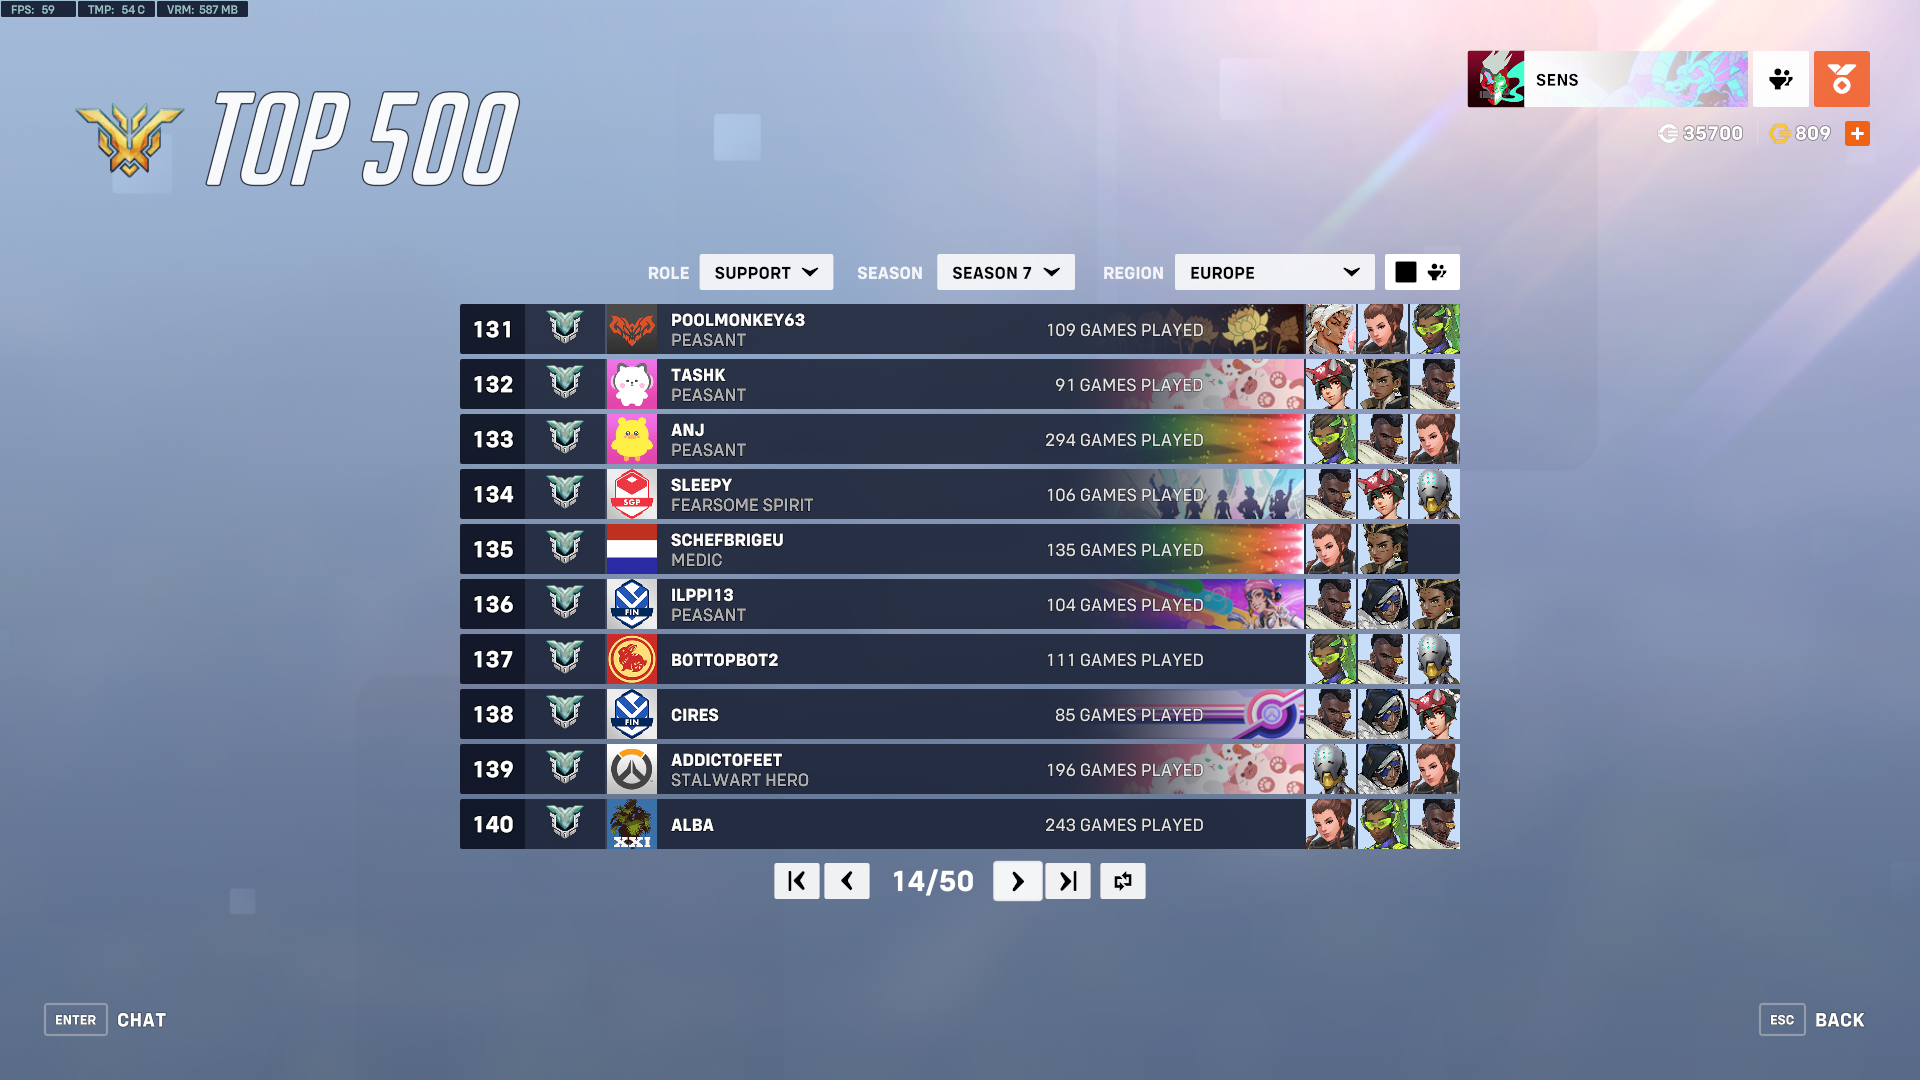 FPS: 59 TMP: 54 C VRM: 587 MB
TOP 500
SENS
35700 809
ROLE SUPPORT SEASON SEASON 7 REGION EUROPE
131 POOLMONKEY63 109 GAMES PLAYED
PEASANT
132 TASHK 91 GAMES PLAYED
PEASANT
133 ANJ 294 GAMES PLAYED
PEASANT
134 SGP SLEEPY 106 GAMES PLAYED
FEARSOME SPIRIT
135 SCHEFBRIGEU 135 GAMES PLAYED
MEDIC
136 FIN ILPPI13 104 GAMES PLAYED
PEASANT
137 BOTTOPBOT2 111 GAMES PLAYED
138 FIN CIRES 85 GAMES PLAYED
139 ADDICTOFEET 196 GAMES PLAYED
STALWART HERO
140 XXI ALBA 243 GAMES PLAYED
14/50
ENTER CHAT
ESC BACK